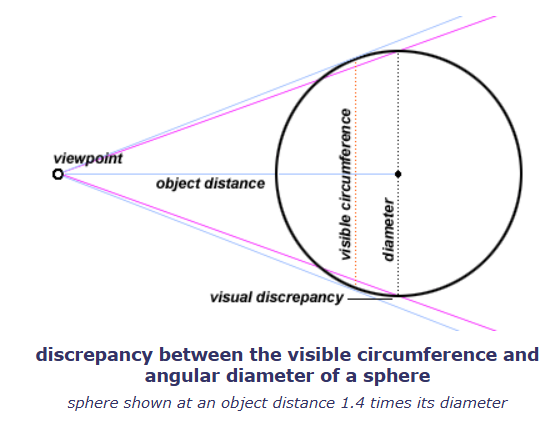 viewpoint
object distance
visible circumference
diameter
visual discrepancy
discrepancy between the visible circumference and
angular diameter of a sphere
sphere shown at an object distance 1.4 times its diameter